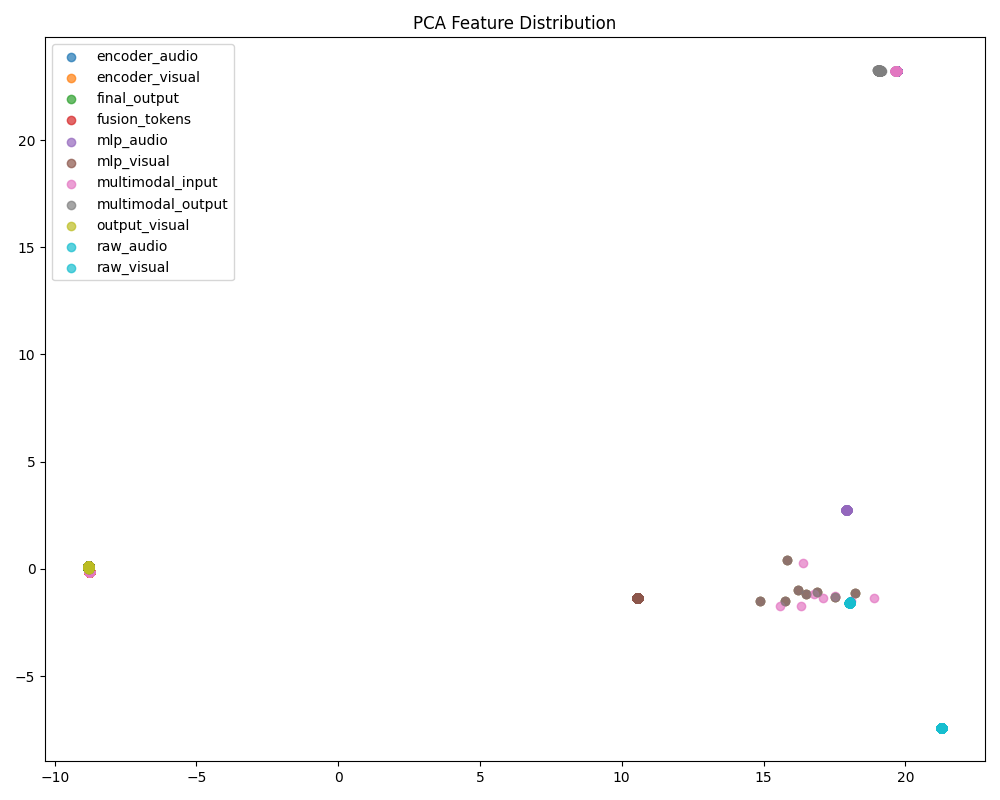 PCA Feature Distribution
encoder_audio
encoder_visual
final_output
fusion_tokens
mlp_audio
mlp_visual
multimodal_input
multimodal_output
output_visual
raw_audio
raw_visual
20
15
10
5
0
−5
−10 −5 0 5 10 15 20